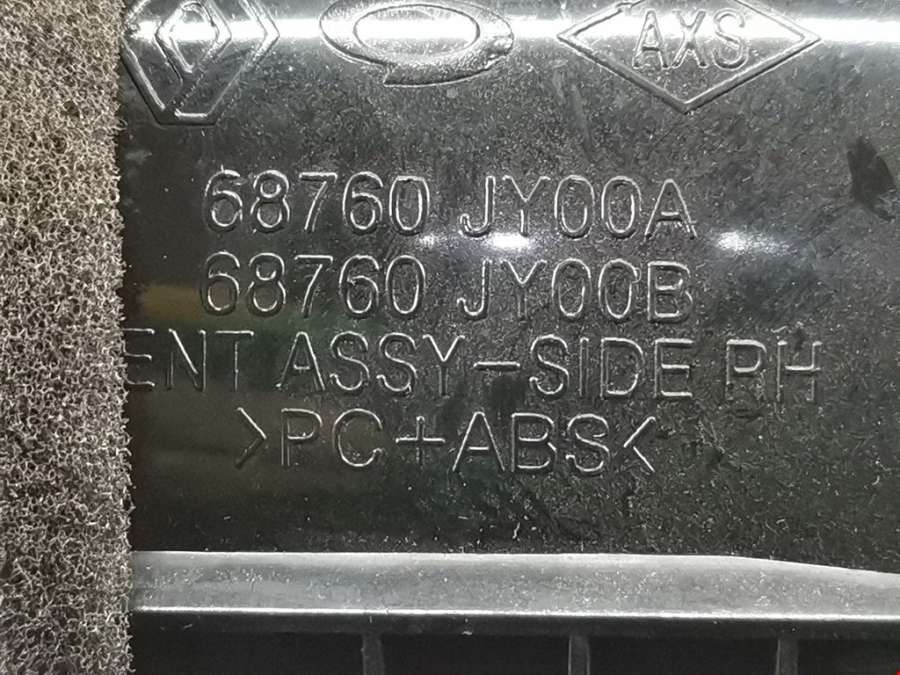 AXS
68760 JY00A
68760 JY00B
ENT ASSY-SIDE RH
>PC+ABS<